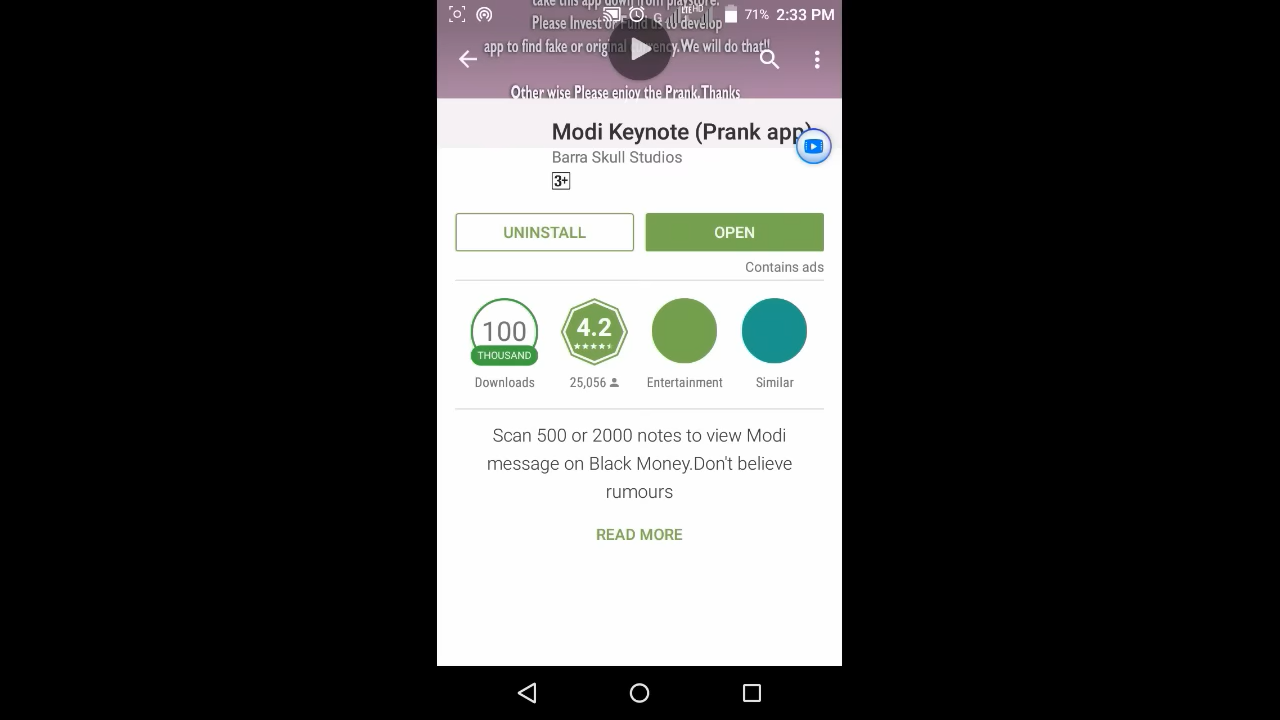 take this app down from playstore.
LTE HD
G
71% 2:33 PM
Please Invest or Fund us to develop
app to find fake or original currency.We will do that!!
Other wise Please enjoy the Prank.Thanks
Modi Keynote (Prank app)
Barra Skull Studios
3+
UNINSTALL
OPEN
Contains ads
100
THOUSAND
Downloads
4.2
25,056
Entertainment
Similar
Scan 500 or 2000 notes to view Modi
message on Black Money.Don't believe
rumours
READ MORE